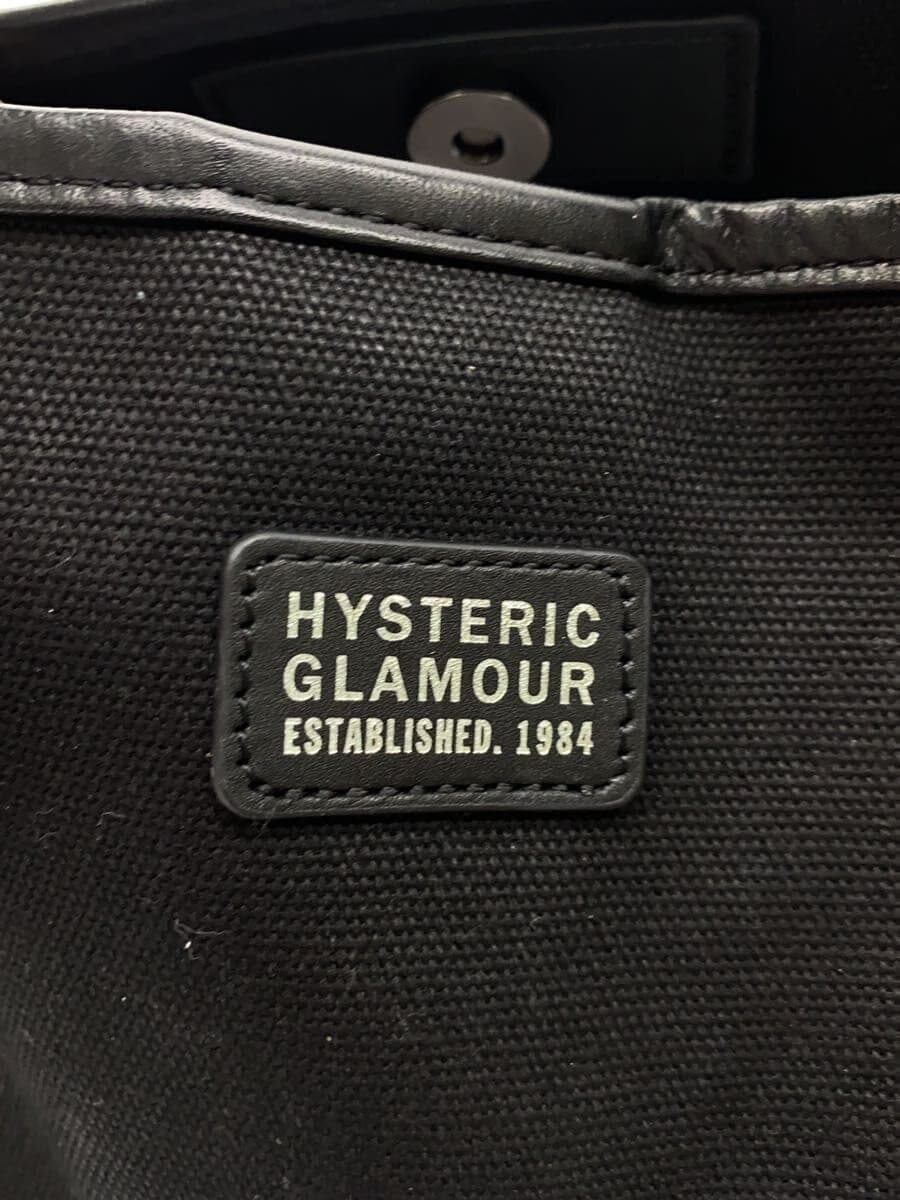 HYSTERIC
GLAMOUR
ESTABLISHED. 1984